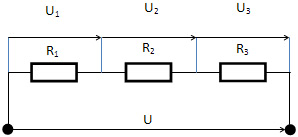 U₁ U₂ U₃
R₁ R₂ R₃
U